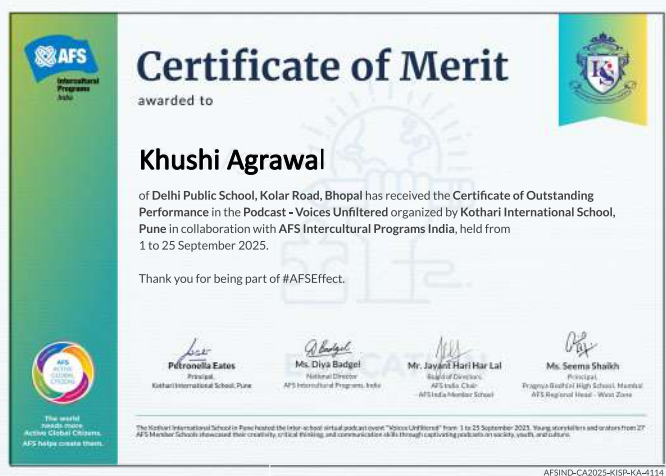 AFS
Intercultural
Programs
India
Certificate of Merit
awarded to
KS
Khushi Agrawal
of Delhi Public School, Kolar Road, Bhopal has received the Certificate of Outstanding
Performance in the Podcast - Voices Unfiltered organized by Kothari International School,
Pune in collaboration with AFS Intercultural Programs India, held from
1 to 25 September 2025.
Thank you for being part of #AFSEffect.
Petronella Eates
Principal,
Kothari International School, Pune
Ms. Diya Badgel
National Director
AFS Intercultural Programs, India
Mr. Jayant Hari Har Lal
Board of Directors,
AFS India Chair
- AFS India Member School
Ms. Seema Shaikh
Principal,
Pragnya Bodhini High School, Mumbai
AFS Regional Head - West Zone
AFS
ACTIVE
GLOBAL
CITIZENS
The world
needs more
Active Global Citizens.
AFS helps create them.
The Kothari International School in Pune hosted the inter-school virtual podcast event "Voices Unfiltered" from 1 to 25 September 2025. Young storytellers and orators from 27
AFS Member Schools showcased their creativity, critical thinking, and communication skills through captivating podcasts on society, youth, and culture.
AFSIND-CA2025-KISP-KA-4114